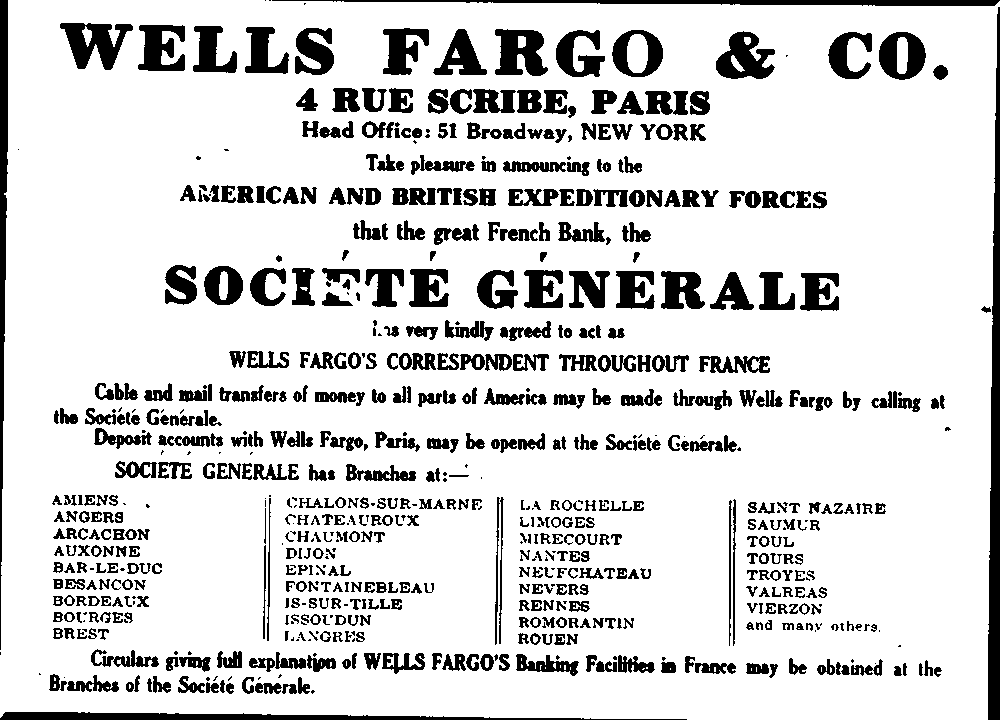 WELLS FARGO & CO.
4 RUE SCRIBE, PARIS
Head Office: 51 Broadway, NEW YORK
Take pleasure in announcing to the
AMERICAN AND BRITISH EXPEDITIONARY FORCES
that the great French Bank, the
SOCIÉTÉ GÉNÉRALE
has very kindly agreed to act as
WELLS FARGO'S CORRESPONDENT THROUGHOUT FRANCE
Cable and mail transfers of money to all parts of America may be made through Wells Fargo by calling at
the Société Générale.
Deposit accounts with Wells Fargo, Paris, may be opened at the Société Générale.
SOCIÉTÉ GÉNÉRALE has Branches at:—
AMIENS
ANGERS
ARCACHON
AUXONNE
BAR-LE-DUC
BESANCON
BORDEAUX
BOURGES
BREST
CHALONS-SUR-MARNE
CHATEAUROUX
CHAUMONT
DIJON
EPINAL
FONTAINEBLEAU
IS-SUR-TILLE
ISSOUDUN
LANGRES
LA ROCHELLE
LIMOGES
MIRECOURT
NANTES
NEUFCHATEAU
NEVERS
RENNES
ROMORANTIN
ROUEN
SAINT NAZAIRE
SAUMUR
TOUL
TOURS
TROYES
VALREAS
VIERZON
and many others.
Circulars giving full explanation of WELLS FARGO'S Banking Facilities in France may be obtained at the
Branches of the Société Générale.